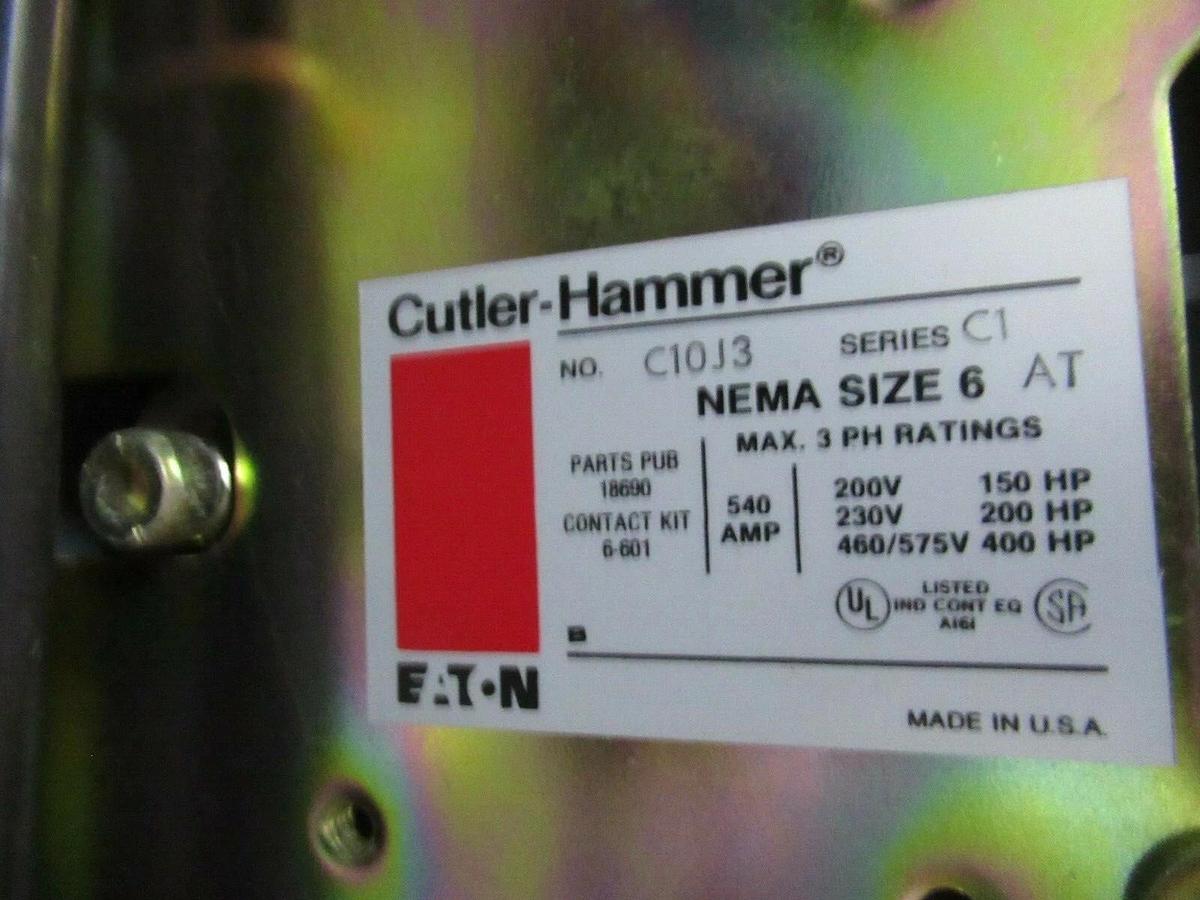 Cutler-Hammer®
NO. C10J3 SERIES C1
NEMA SIZE 6 AT
MAX. 3 PH RATINGS
PARTS PUB
18690
CONTACT KIT
6-601
540
AMP
200V 150 HP
230V 200 HP
460/575V 400 HP
UL LISTED
IND CONT EQ
A161
SA
B
EATON
MADE IN U.S.A.